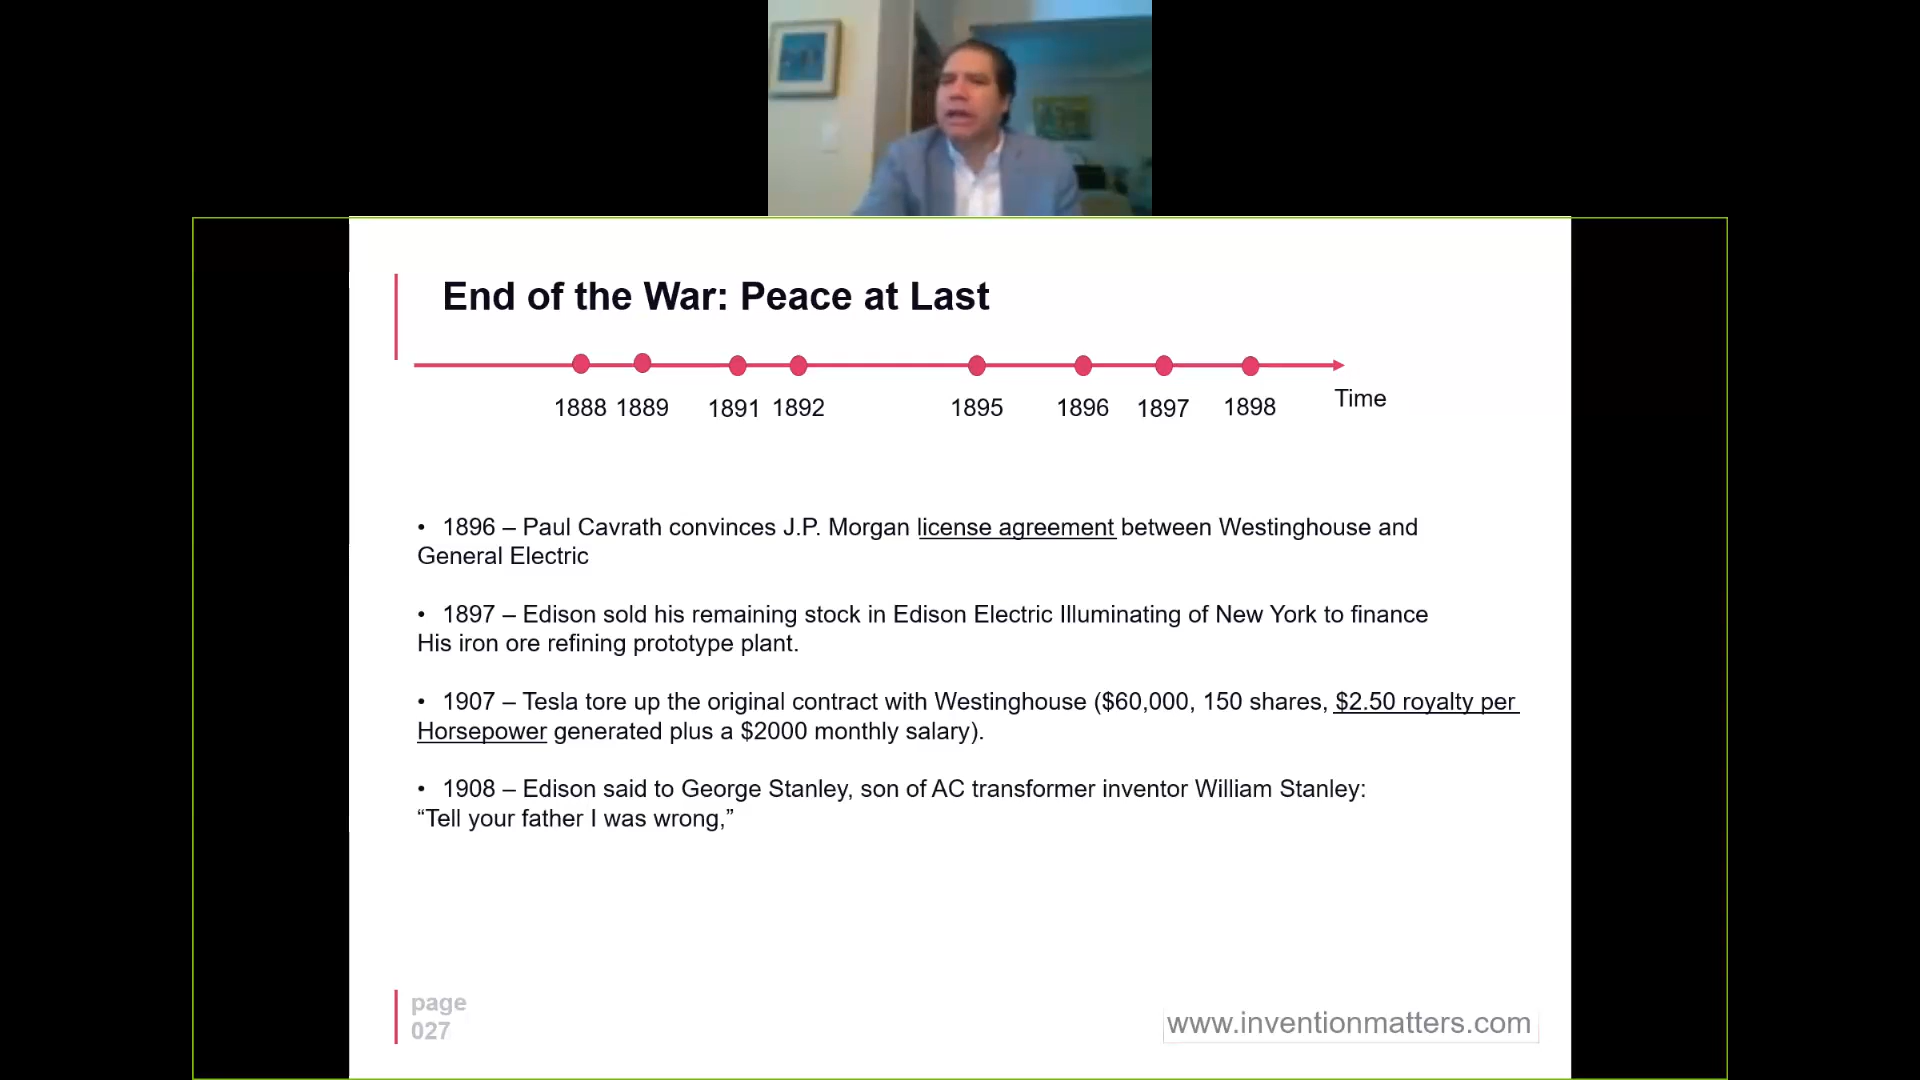 End of the War: Peace at Last
1888 1889 1891 1892 1895 1896 1897 1898 Time
• 1896 – Paul Cavrath convinces J.P. Morgan license agreement between Westinghouse and
General Electric
• 1897 – Edison sold his remaining stock in Edison Electric Illuminating of New York to finance
His iron ore refining prototype plant.
• 1907 – Tesla tore up the original contract with Westinghouse ($60,000, 150 shares, $2.50 royalty per
Horsepower generated plus a $2000 monthly salary).
• 1908 – Edison said to George Stanley, son of AC transformer inventor William Stanley:
“Tell your father I was wrong,”
page
027
www.inventionmatters.com